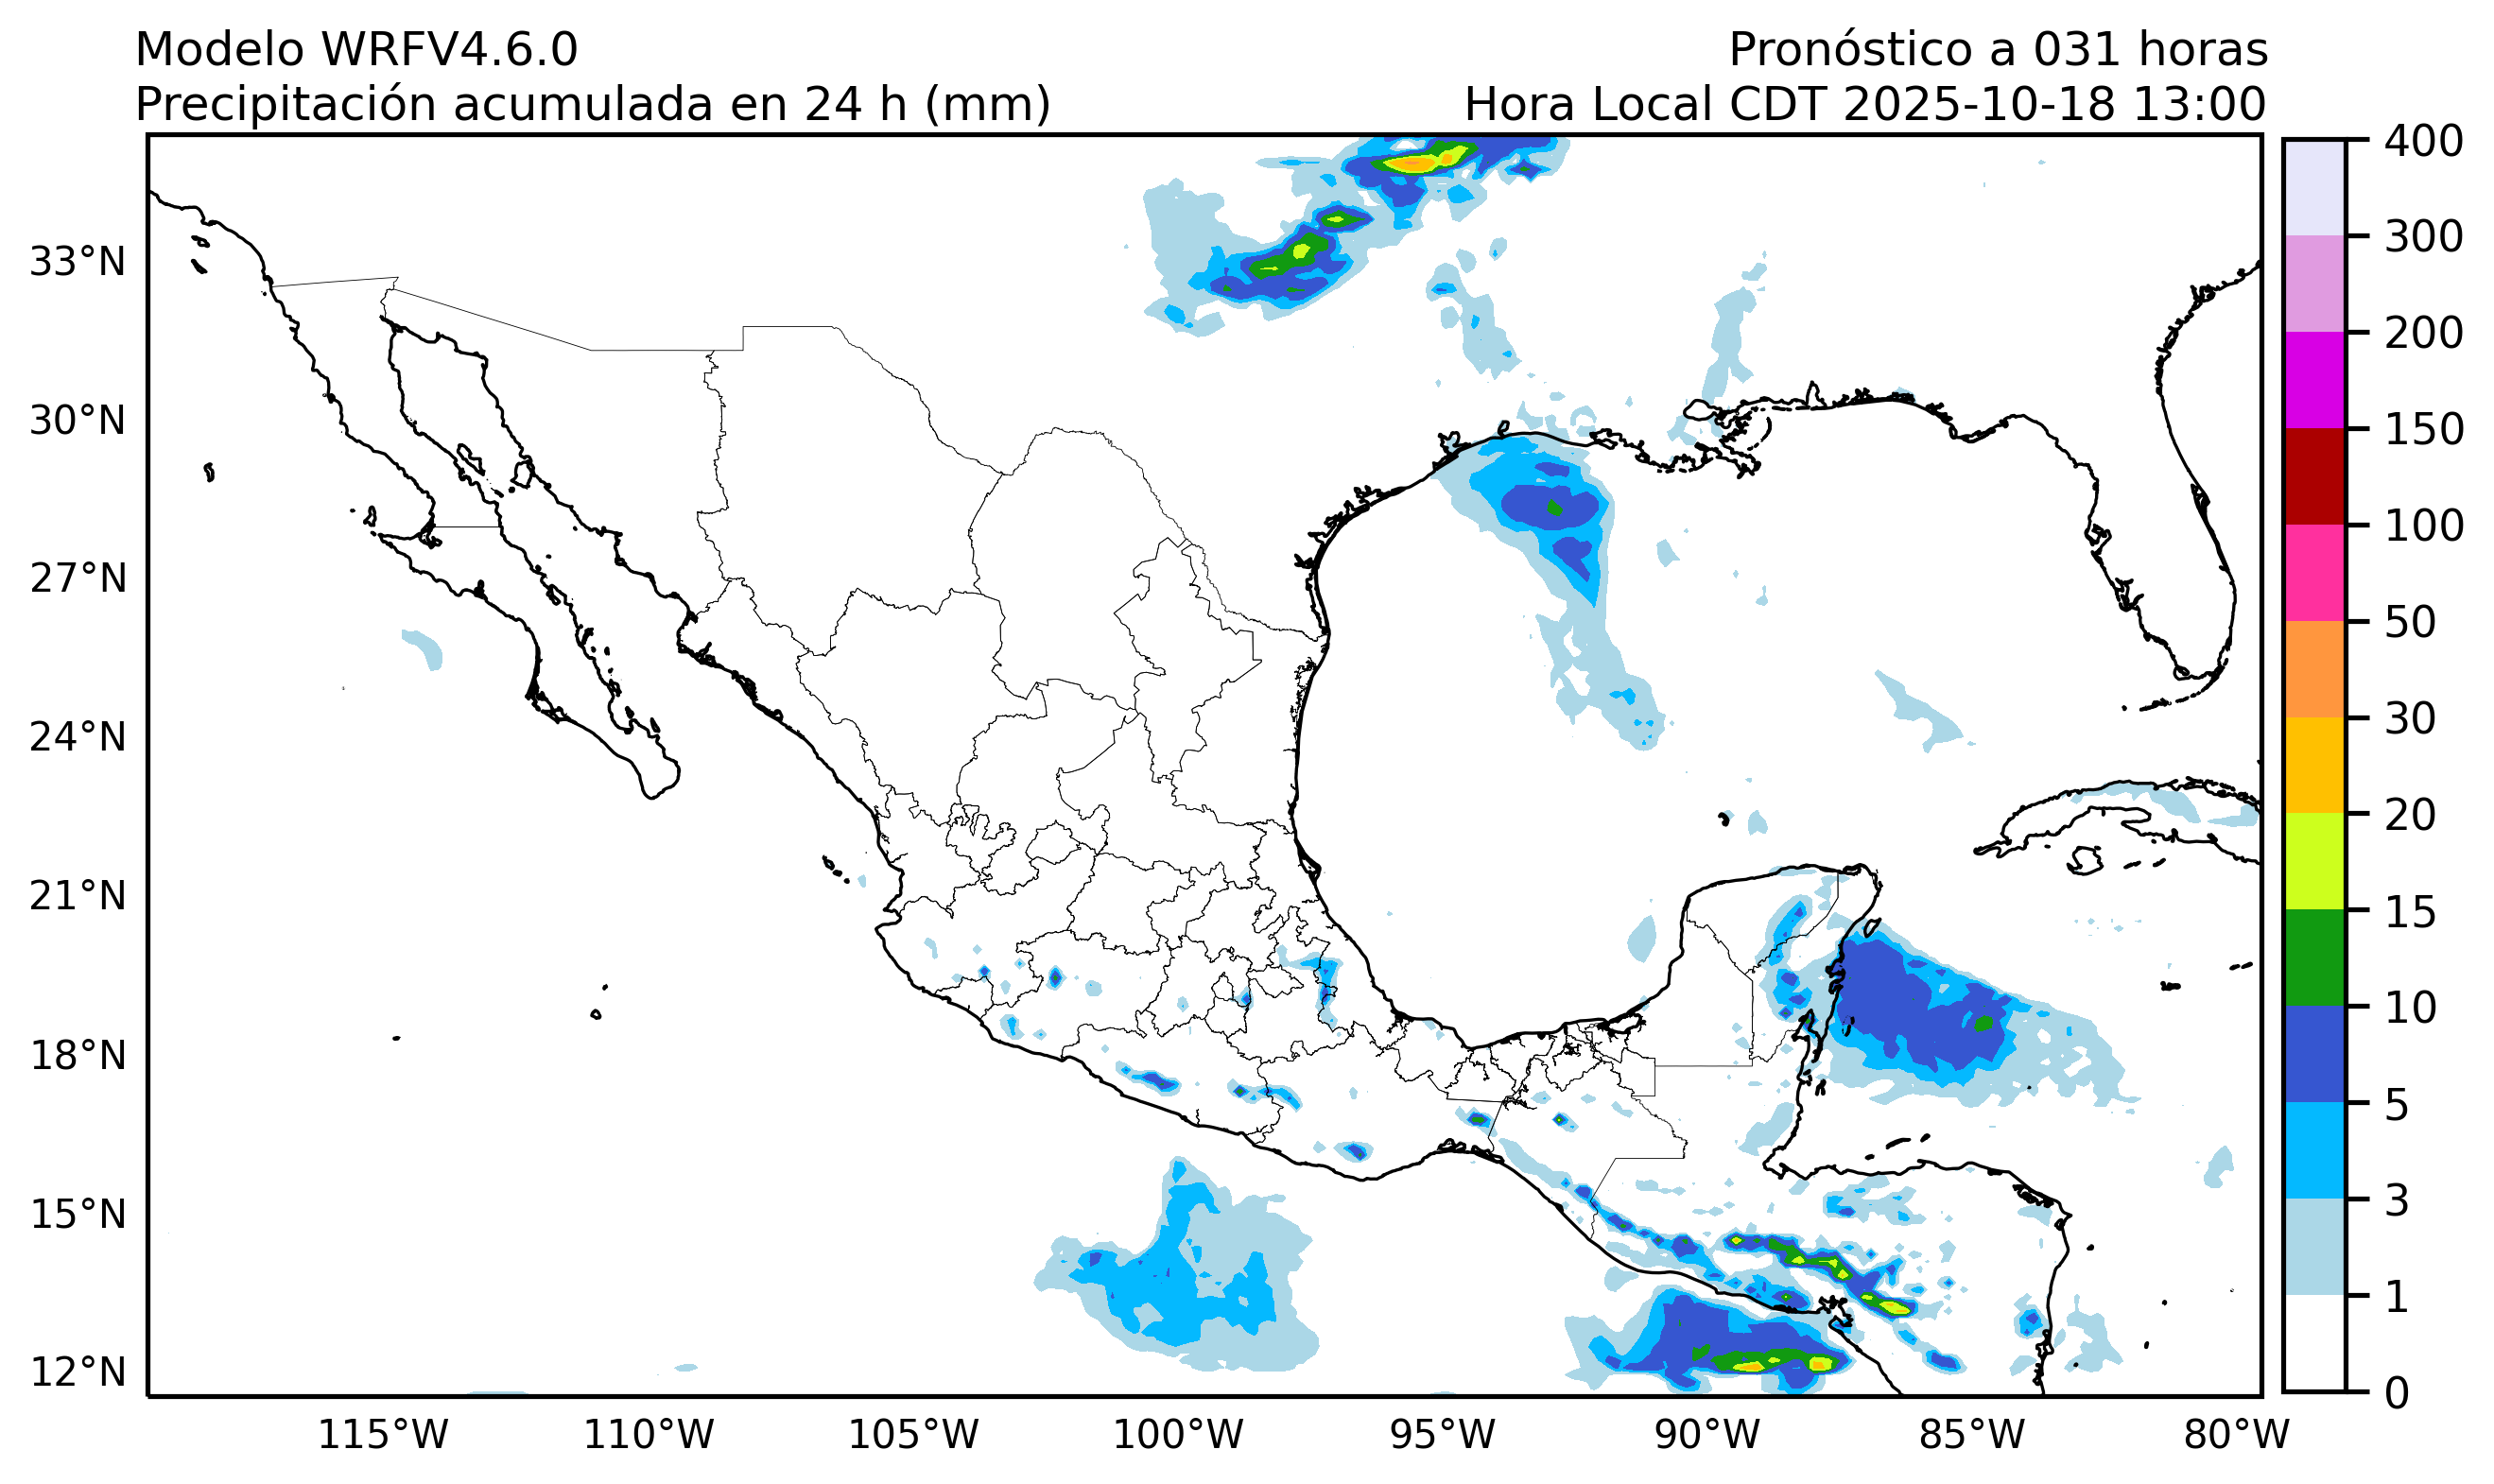 Modelo WRFV4.6.0
Pronóstico a 031 horas
Precipitación acumulada en 24 h (mm)
Hora Local CDT 2025-10-18 13:00
33°N
30°N
27°N
24°N
21°N
18°N
15°N
12°N
115°W
110°W
105°W
100°W
95°W
90°W
85°W
80°W
400
300
200
150
100
50
30
20
15
10
5
3
1
0